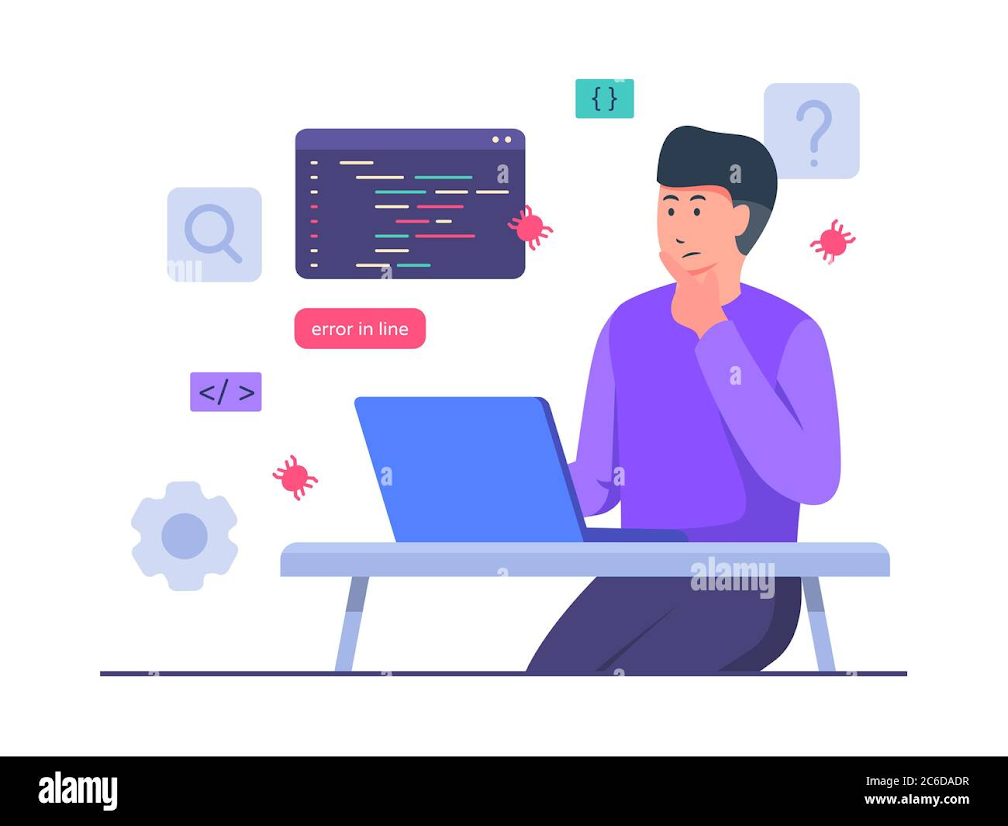 { }
?
error in line
</ >
alamy
alamy
Image ID: 2C6DADR
www.alamy.com